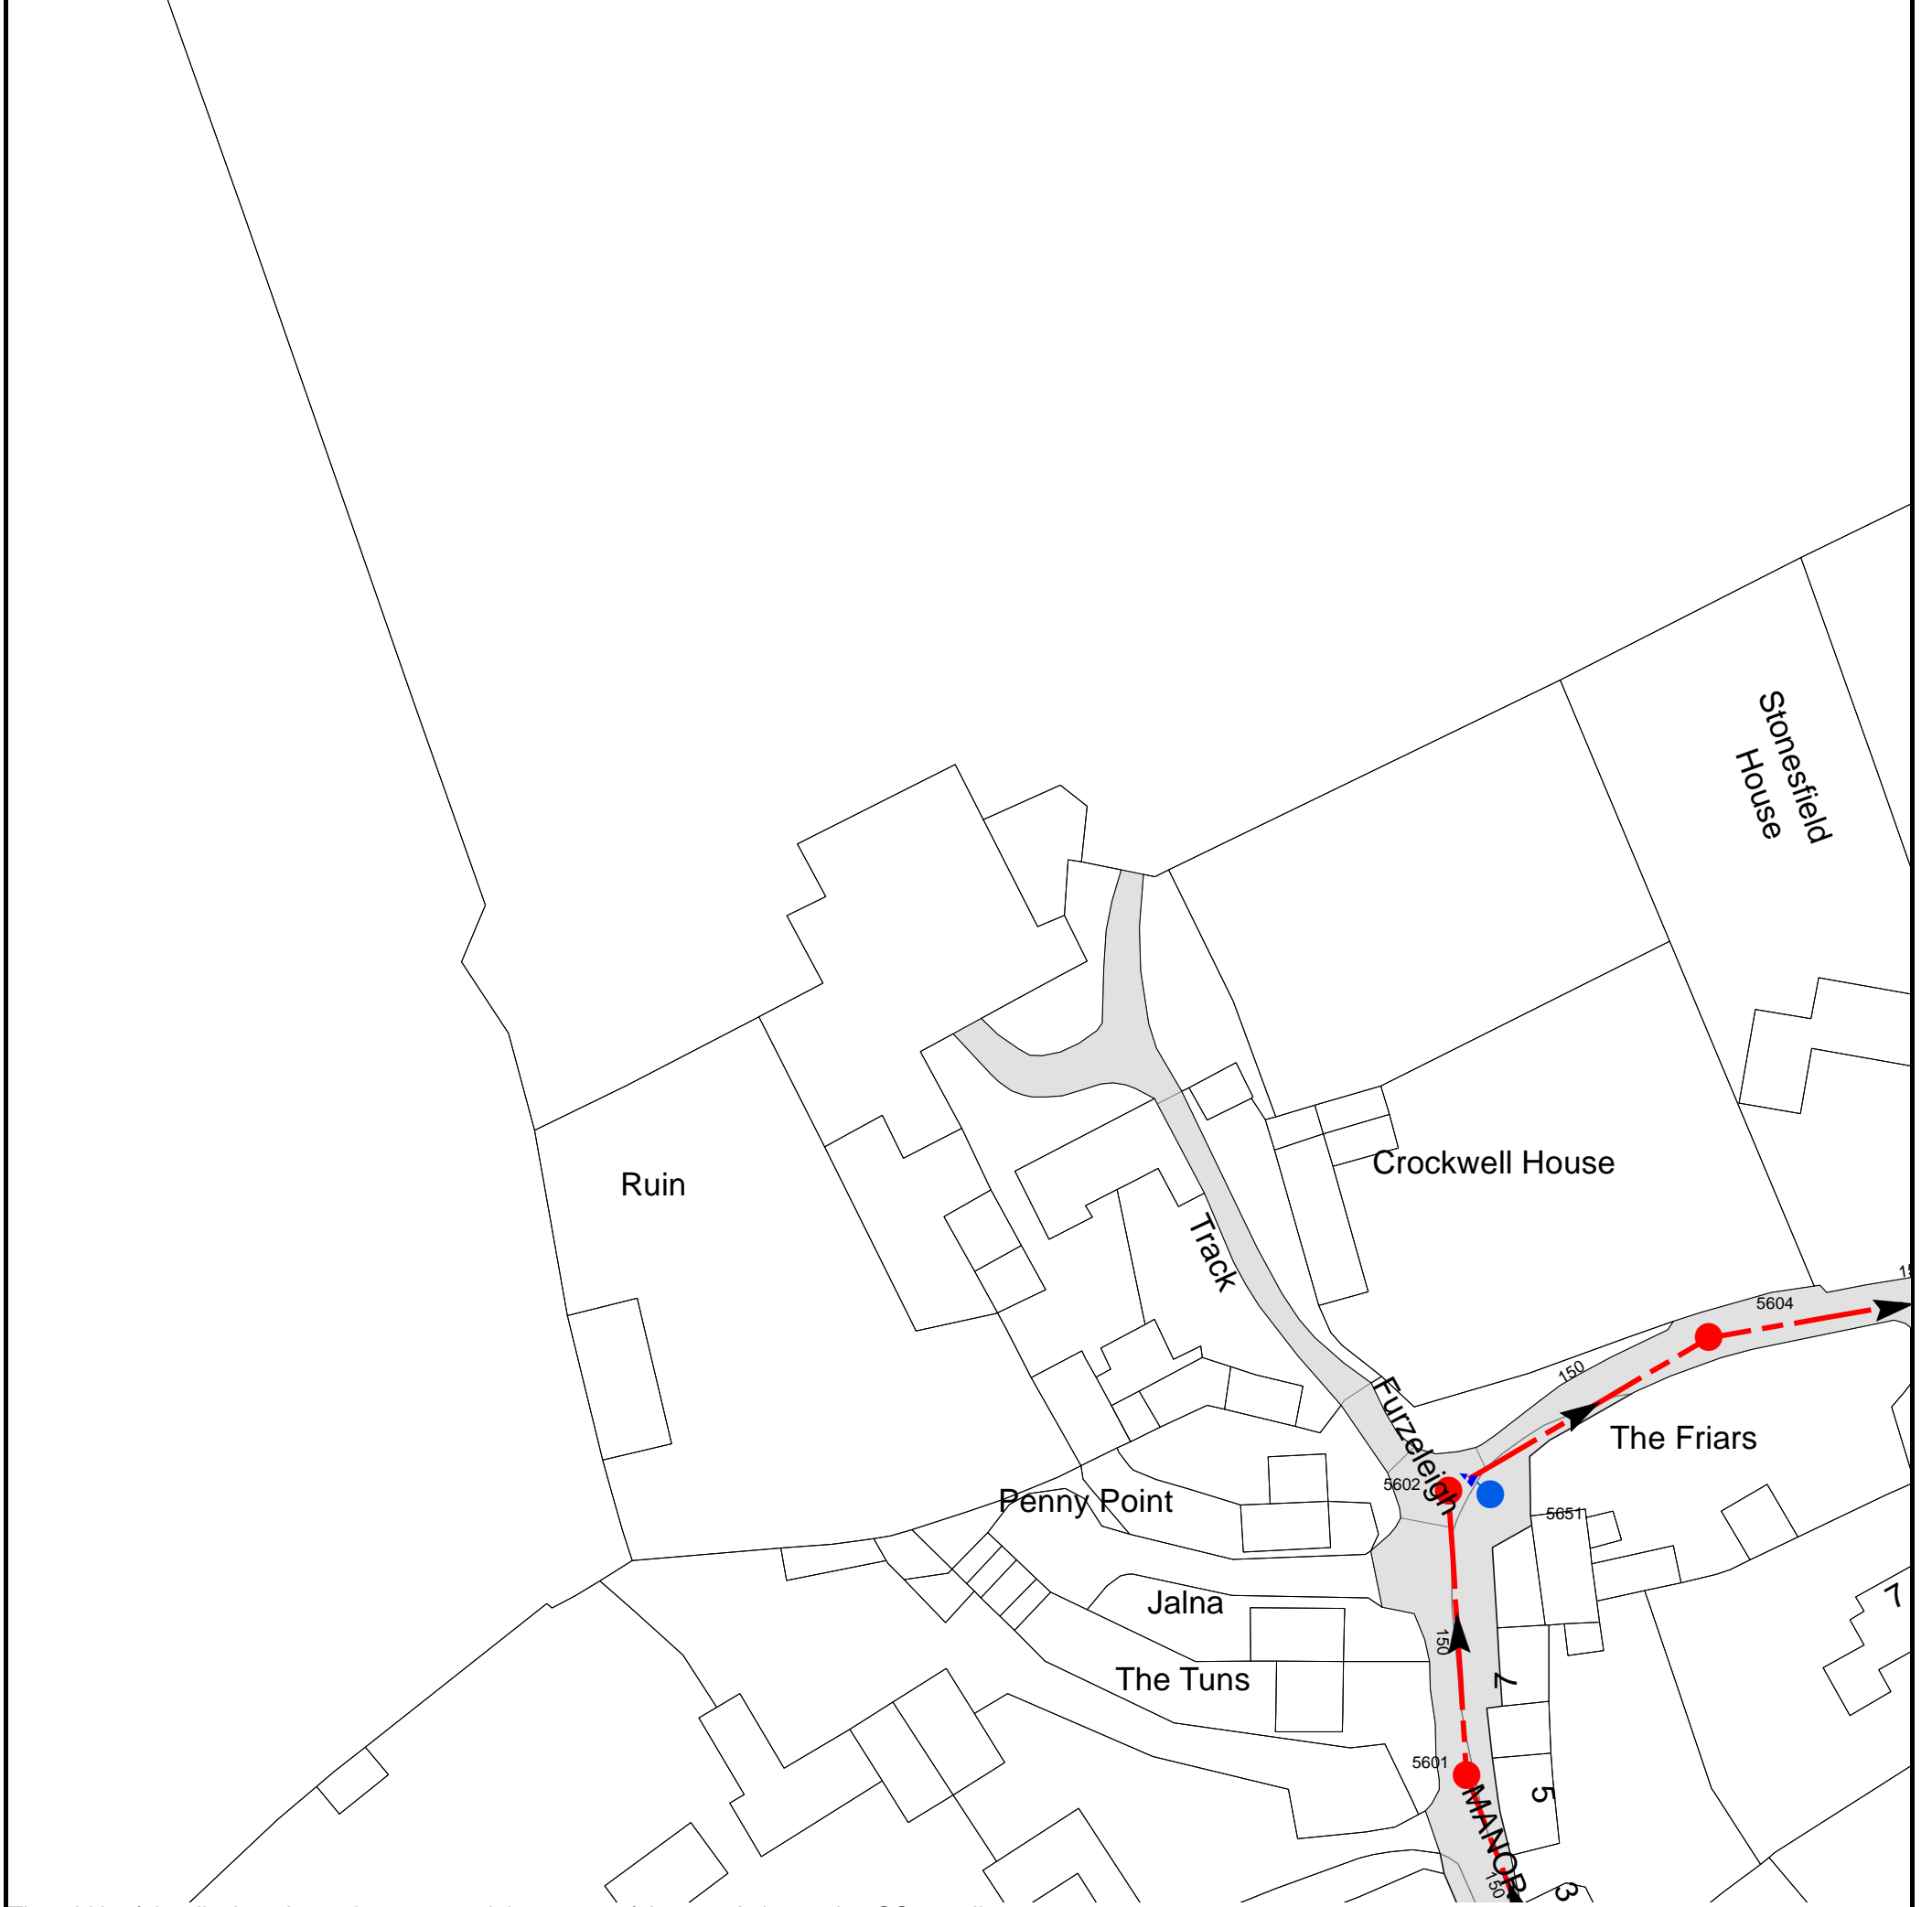 Stonesfield
House
Ruin
Crockwell House
Track
5604
150
Furzeleigh
The Friars
5602
Penny Point
5651
Jalna
7
150
The Tuns
7
5601
5
MANOR
150
3